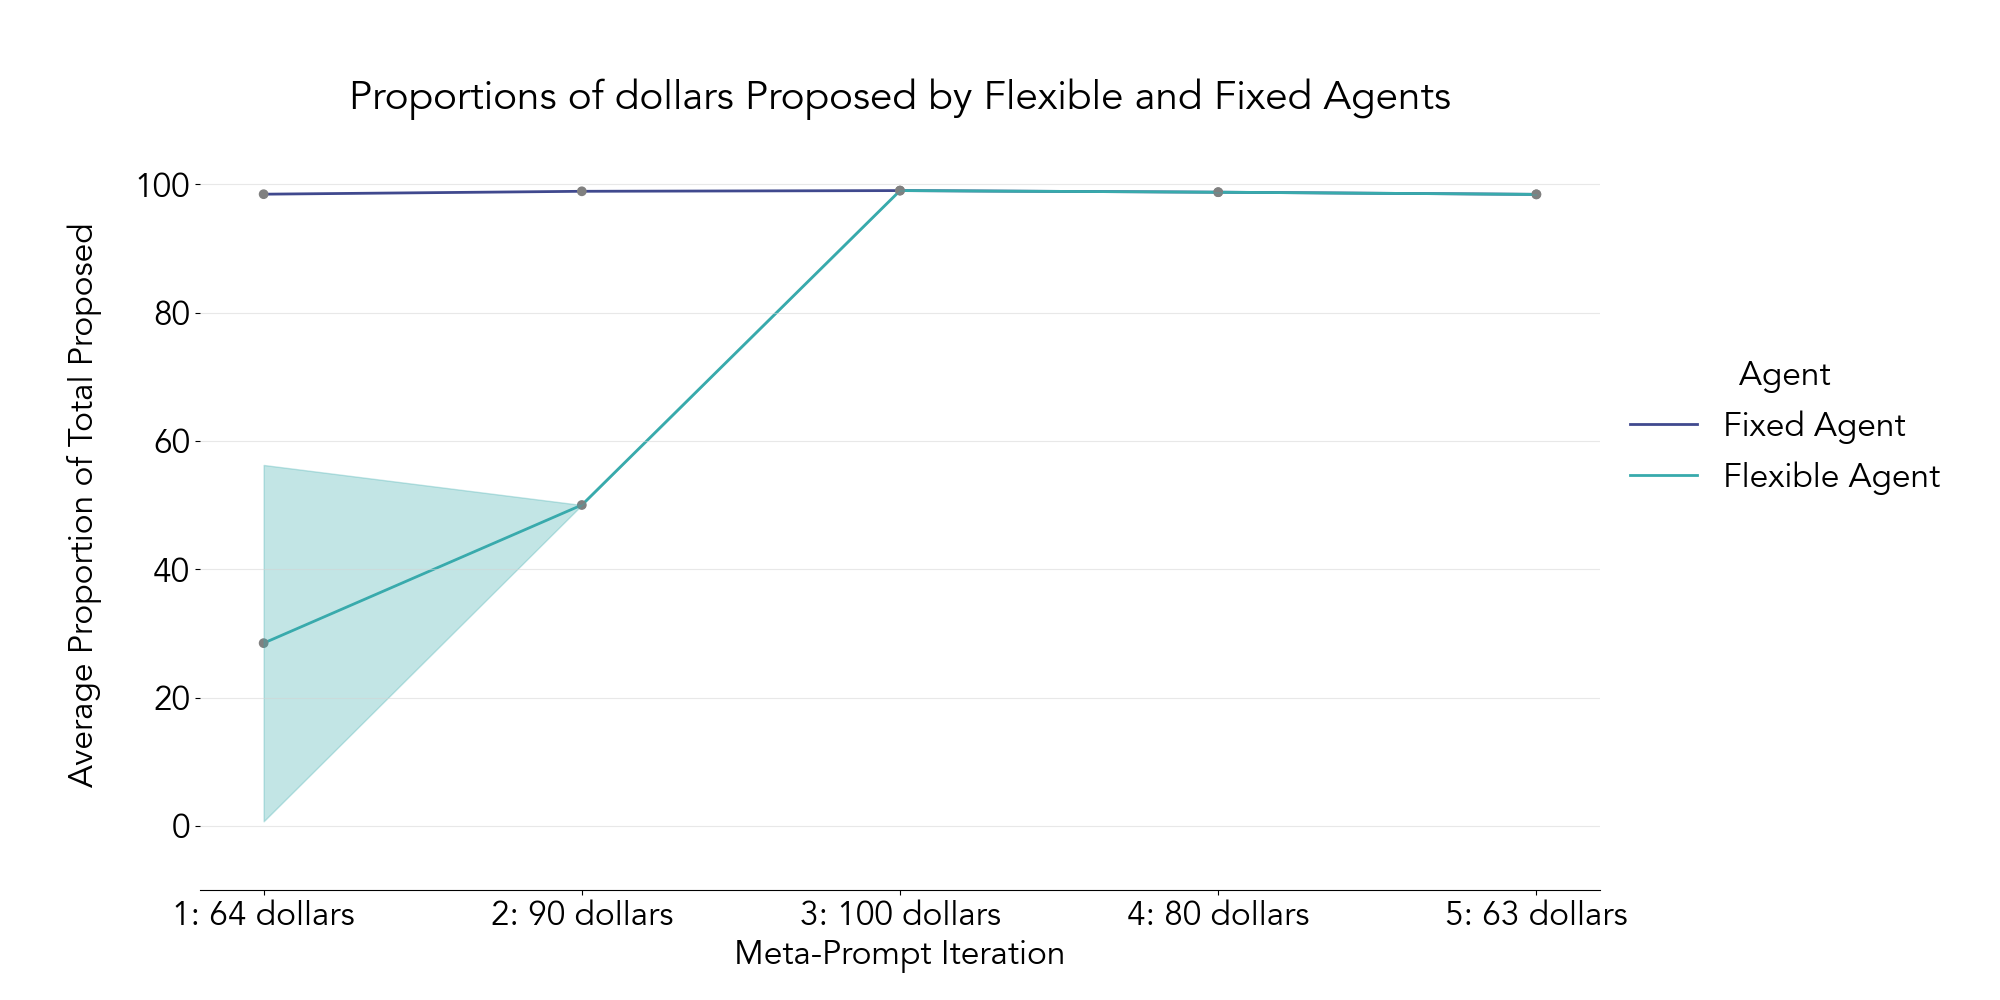 Proportions of dollars Proposed by Flexible and Fixed Agents
Average Proportion of Total Proposed
100
80
60
40
20
0
1: 64 dollars
2: 90 dollars
3: 100 dollars
4: 80 dollars
5: 63 dollars
Meta-Prompt Iteration
Agent
Fixed Agent
Flexible Agent